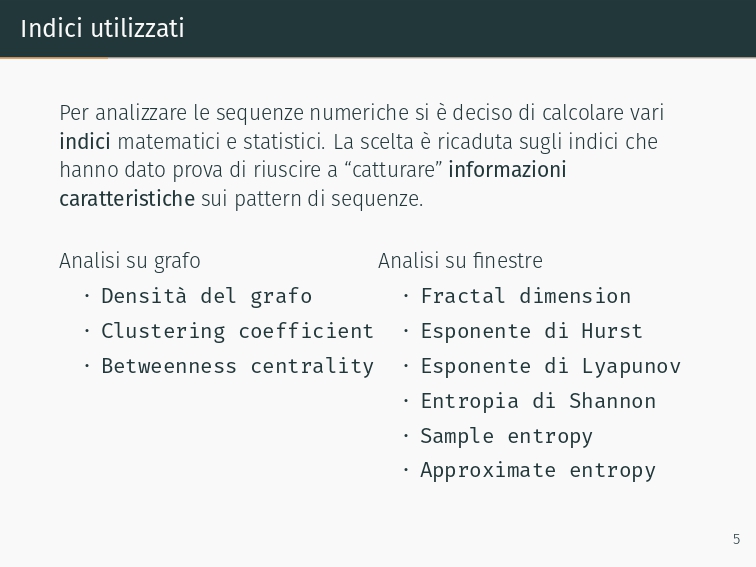 Indici utilizzati
Per analizzare le sequenze numeriche si è deciso di calcolare vari
indici matematici e statistici. La scelta è ricaduta sugli indici che
hanno dato prova di riuscire a “catturare” informazioni
caratteristiche sui pattern di sequenze.
Analisi su grafo
· Densità del grafo
· Clustering coefficient
· Betweenness centrality
Analisi su finestre
· Fractal dimension
· Esponente di Hurst
· Esponente di Lyapunov
· Entropia di Shannon
· Sample entropy
· Approximate entropy
5